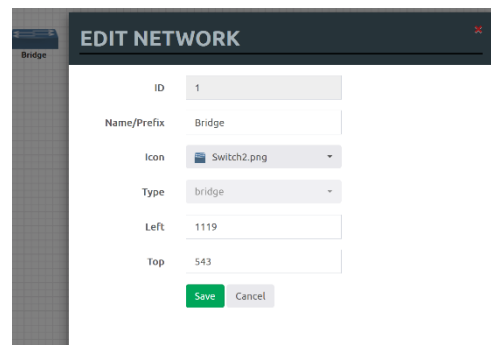 Bridge
EDIT NETWORK
ID 1
Name/Prefix Bridge
Icon Switch2.png
Type bridge
Left 1119
Top 543
Save Cancel